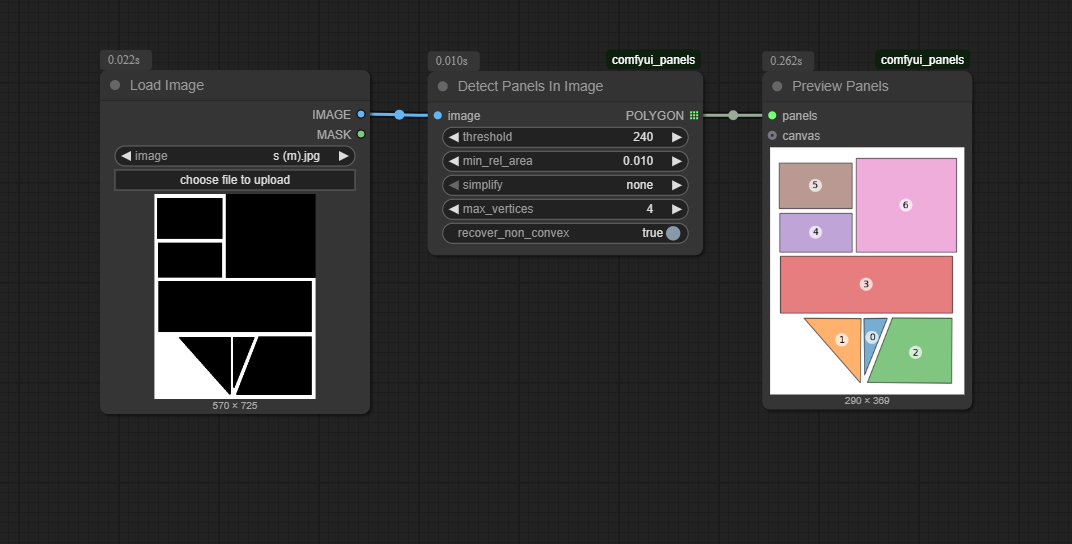 0.022s
Load Image
IMAGE
MASK
image s (m).jpg
choose file to upload
570 × 725
0.010s
comfyui_panels
Detect Panels In Image
image POLYGON
threshold 240
min_rel_area 0.010
simplify none
max_vertices 4
recover_non_convex true
0.262s
comfyui_panels
Preview Panels
panels
canvas
5
6
4
3
1
0
2
290 × 369